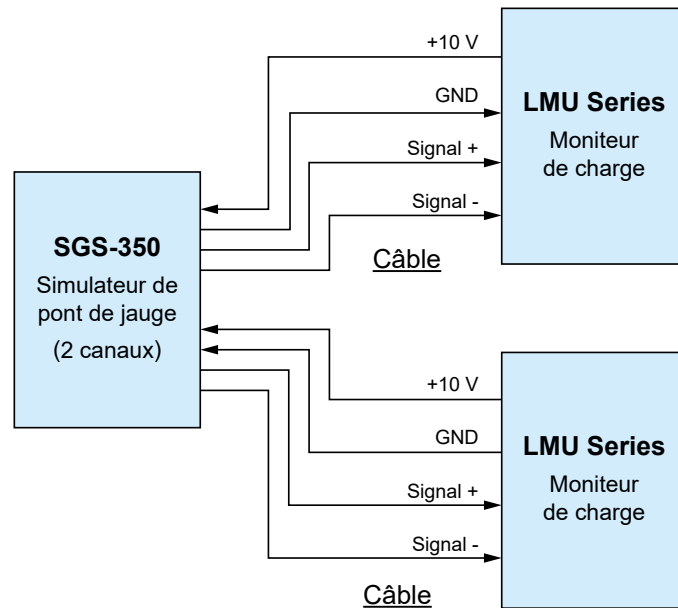 +10 V
GND
Signal +
Signal -
LMU Series
Moniteur
de charge
Câble
SGS-350
Simulateur de
pont de jauge
(2 canaux)
+10 V
GND
Signal +
Signal -
LMU Series
Moniteur
de charge
Câble